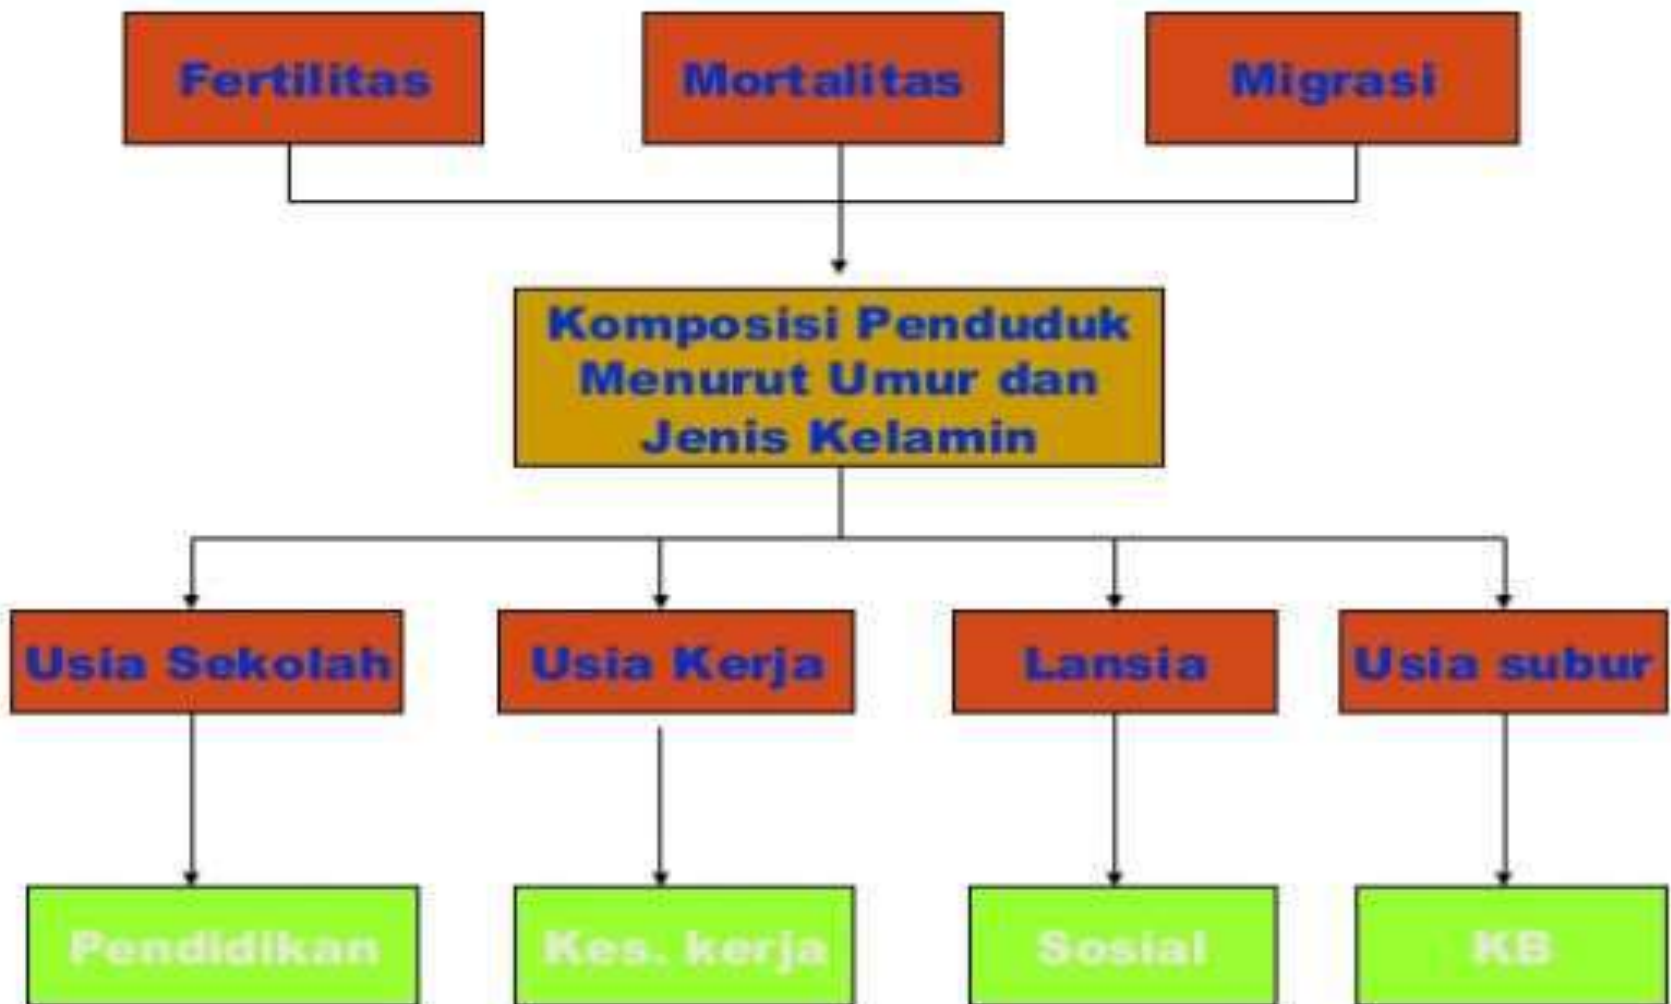 Fertilitas
Mortalitas
Migrasi
Komposisi Penduduk
Menurut Umur dan
Jenis Kelamin
Usia Sekolah
Usia Kerja
Lansia
Usia subur
Pendidikan
Kes. kerja
Sosial
KB